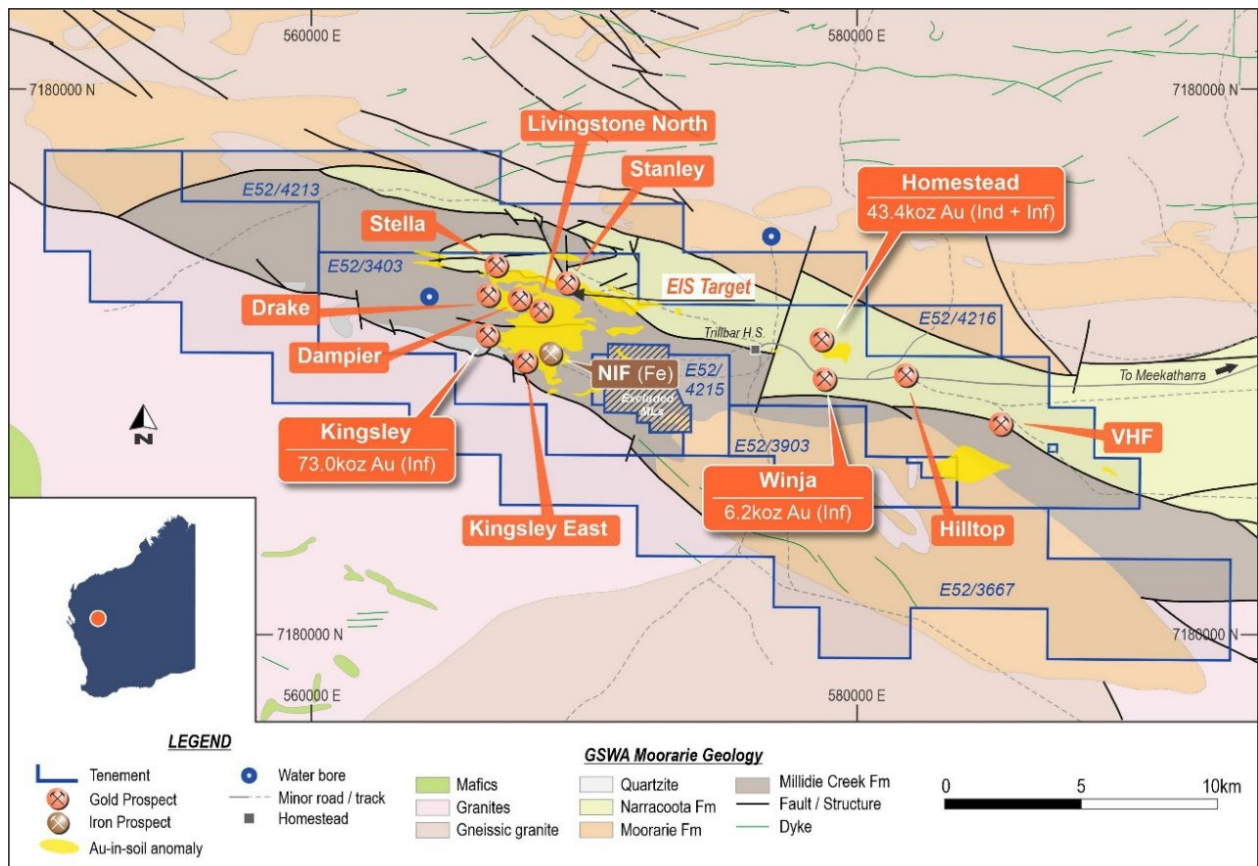 560000 E
580000 E
7180000 N
7180000 N
Livingstone North
Stanley
Homestead
43.4koz Au (Ind + Inf)
E52/4213
Stella
E52/3403
EIS Target
Drake
E52/4216
Trillbar H.S.
Dampier
NIF (Fe)
E52/
4215
To Meekatharra
Excluded
MLs
Kingsley
73.0koz Au (Inf)
E52/3903
VHF
N
Winja
6.2koz Au (Inf)
Kingsley East
Hilltop
E52/3667
7180000 N
7180000 N
560000 E
580000 E
LEGEND
Tenement
Gold Prospect
Iron Prospect
Au-in-soil anomaly
Water bore
Minor road / track
Homestead
GSWA Moorarie Geology
Mafics
Granites
Gneissic granite
Quartzite
Narracoota Fm
Moorarie Fm
Millidie Creek Fm
Fault / Structure
Dyke
0
5
10km